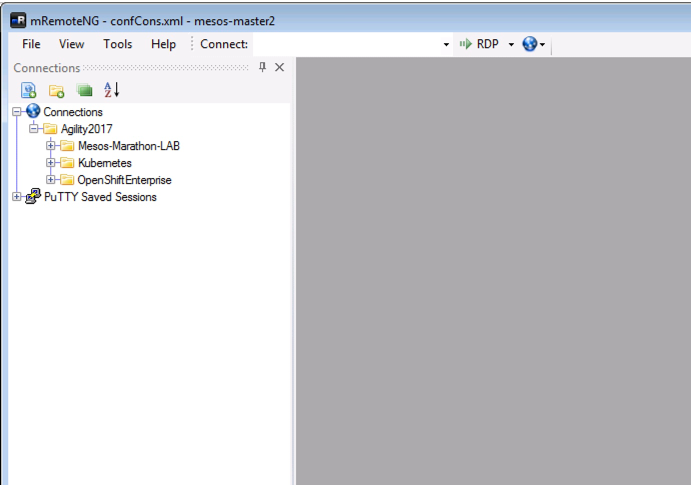 mRemoteNG - confCons.xml - mesos-master2
File View Tools Help Connect: RDP
Connections
Connections
Agility2017
Mesos-Marathon-LAB
Kubernetes
OpenShiftEnterprise
PuTTY Saved Sessions